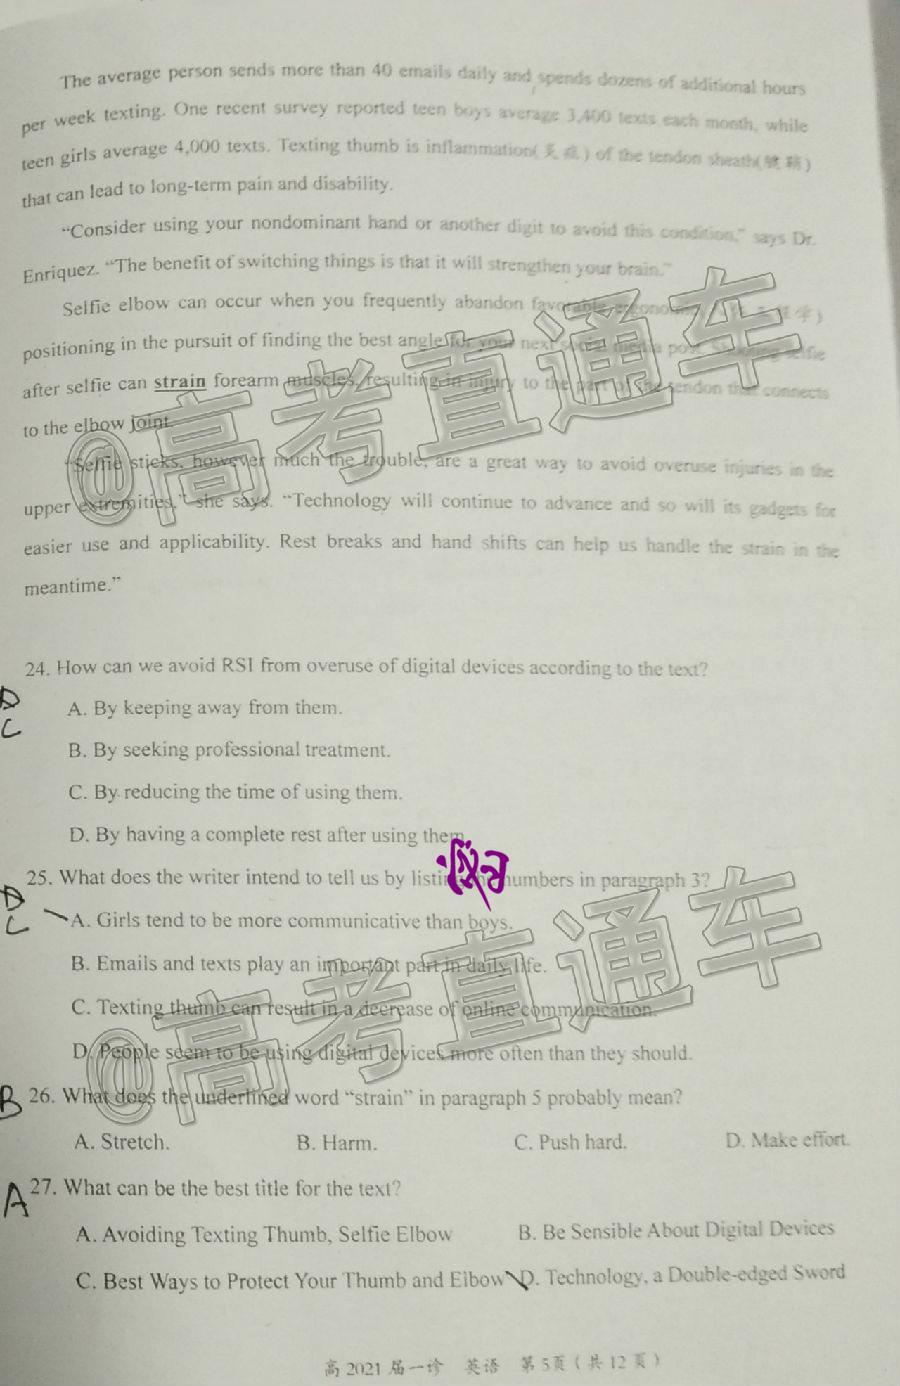 The average person sends more than 40 emails daily and spends dozens of additional hours
per week texting. One recent survey reported teen boys average 3,400 texts each month, while
teen girls average 4,000 texts. Texting thumb is inflammation(炎症) of the tendon sheath(腱鞘)
that can lead to long-term pain and disability.
“Consider using your nondominant hand or another digit to avoid this condition,” says Dr.
Enriquez. “The benefit of switching things is that it will strengthen your brain.”
Selfie elbow can occur when you frequently abandon favorable
positioning in the pursuit of finding the best angle for your next social media post. Shooting selfie
after selfie can strain forearm muscles, resulting in injury to the part of the tendon that connects
to the elbow joint.
“Selfie sticks, however much the trouble, are a great way to avoid overuse injuries in the
upper extremities,” she says. “Technology will continue to advance and so will its gadgets for
easier use and applicability. Rest breaks and hand shifts can help us handle the strain in the
meantime.”
@高考直通车
24. How can we avoid RSI from overuse of digital devices according to the text?
D
C
A. By keeping away from them.
B. By seeking professional treatment.
C. By reducing the time of using them.
D. By having a complete rest after using them.
25. What does the writer intend to tell us by listing the numbers in paragraph 3?
D
C
A. Girls tend to be more communicative than boys.
B. Emails and texts play an important part in daily life.
C. Texting thumb can result in a decrease of online communication.
D. People seem to be using digital devices more often than they should.
@高考直通车
B
26. What does the underlined word “strain” in paragraph 5 probably mean?
A. Stretch. B. Harm. C. Push hard. D. Make effort.
A
27. What can be the best title for the text?
A. Avoiding Texting Thumb, Selfie Elbow B. Be Sensible About Digital Devices
C. Best Ways to Protect Your Thumb and Elbow D. Technology, a Double-edged Sword
高 2021 届一诊 英语 第 5 页 ( 共 12 页 )